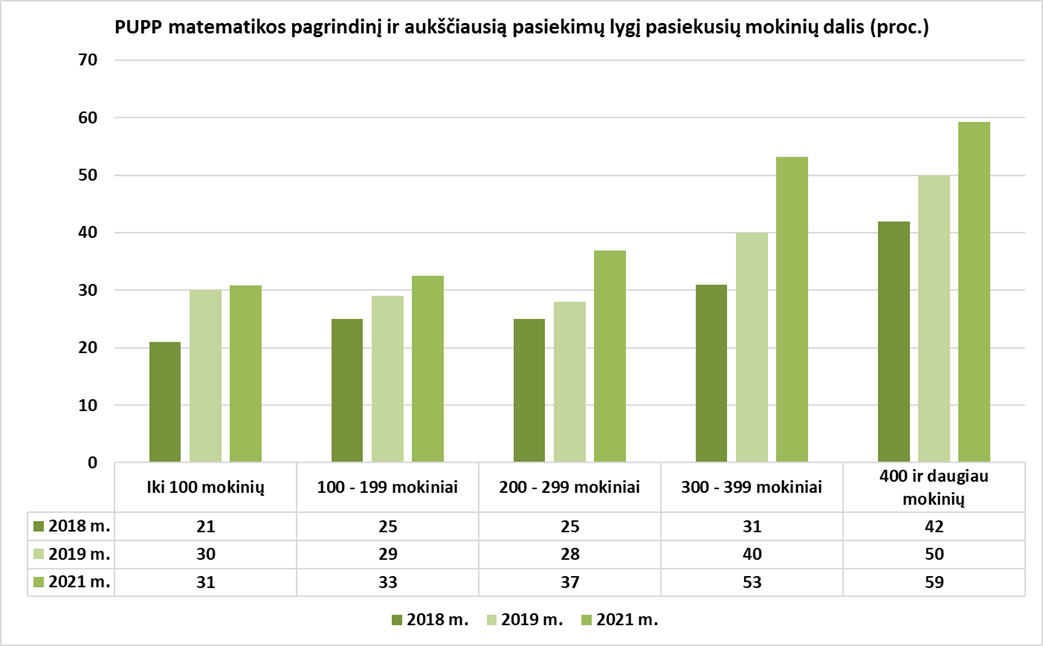 PUPP matematikos pagrindinį ir aukščiausią pasiekimų lygį pasiekusių mokinių dalis (proc.)
70
60
50
40
30
20
10
0
Iki 100 mokinių 100 - 199 mokiniai 200 - 299 mokiniai 300 - 399 mokiniai 400 ir daugiau
mokinių
2018 m. 21 25 25 31 42
2019 m. 30 29 28 40 50
2021 m. 31 33 37 53 59
2018 m. 2019 m. 2021 m.